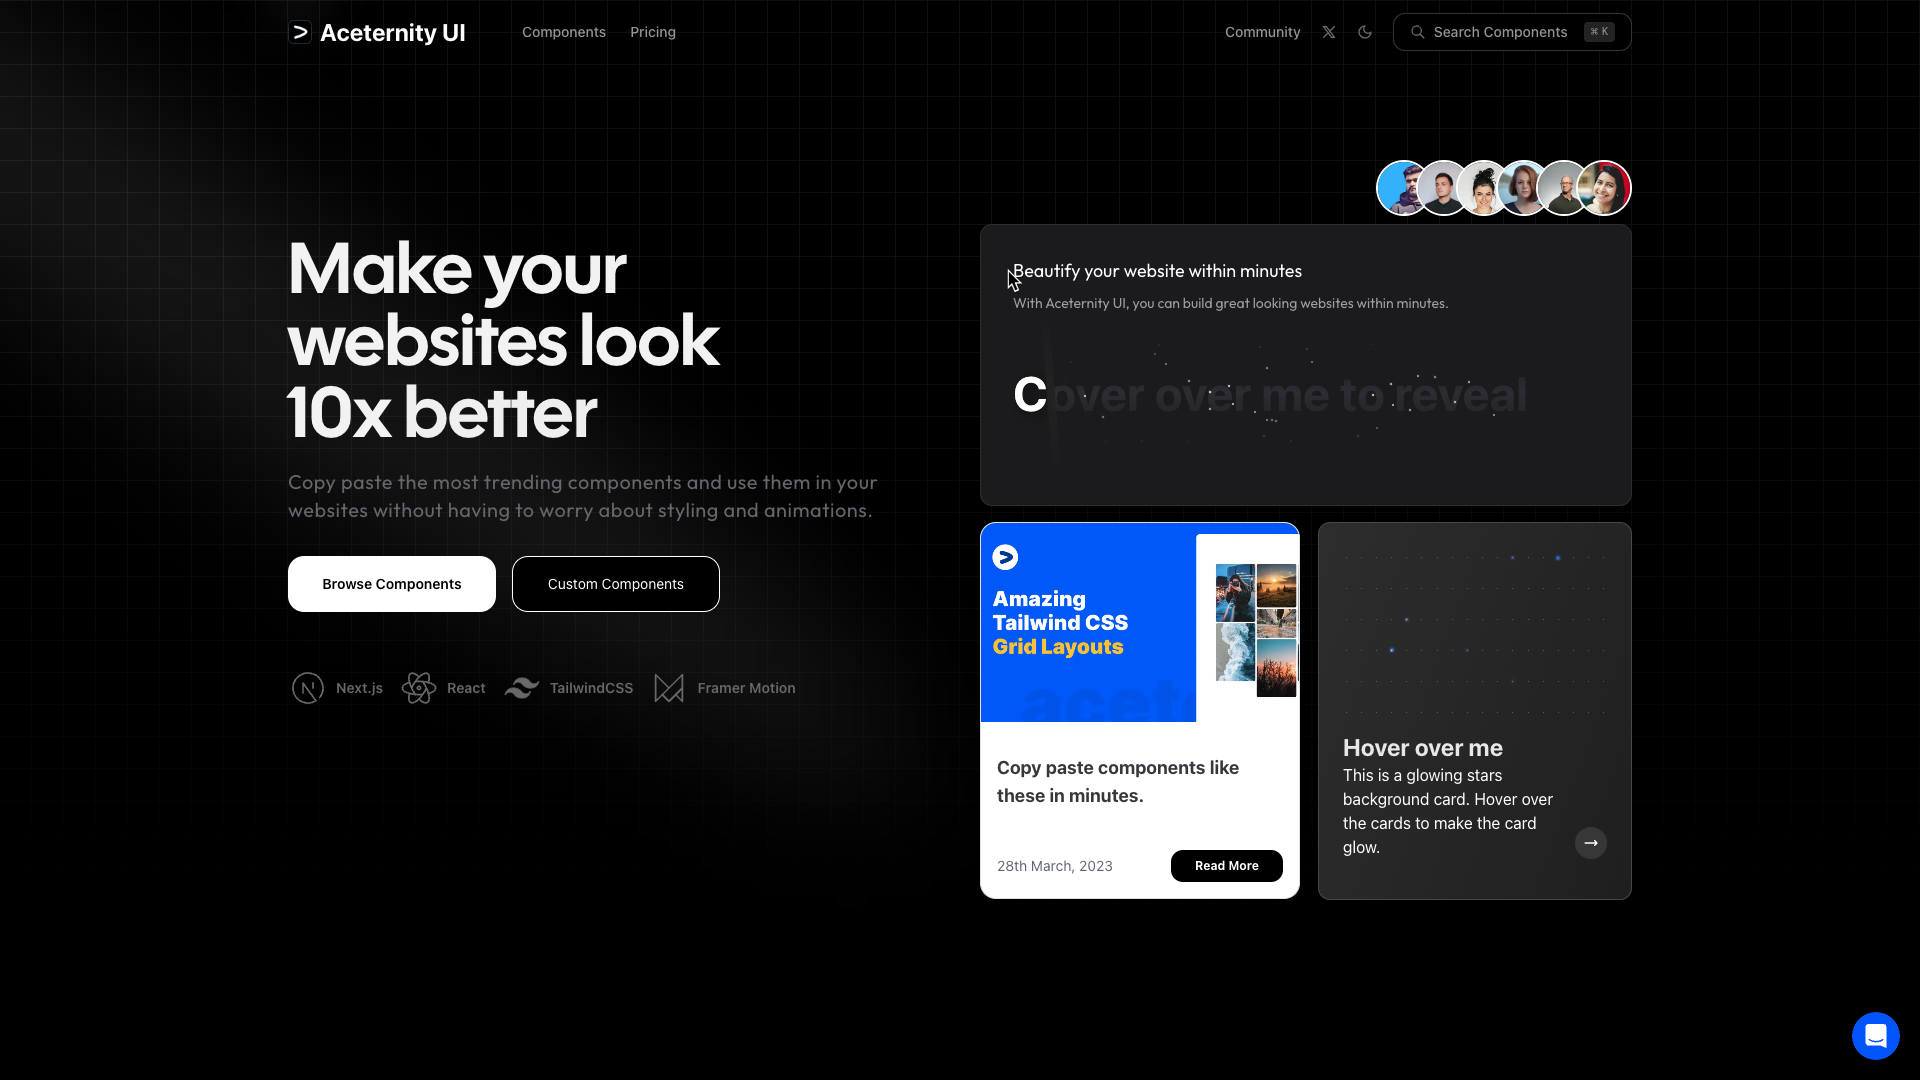 Aceternity UI
Components
Pricing
Community
Search Components
⌘ K
Make your
websites look
10x better
Copy paste the most trending components and use them in your
websites without having to worry about styling and animations.
Browse Components
Custom Components
Next.js
React
TailwindCSS
Framer Motion
Beautify your website within minutes
With Aceternity UI, you can build great looking websites within minutes.
Cover over me to reveal
Amazing
Tailwind CSS
Grid Layouts
acet
Copy paste components like
these in minutes.
28th March, 2023
Read More
Hover over me
This is a glowing stars
background card. Hover over
the cards to make the card
glow.